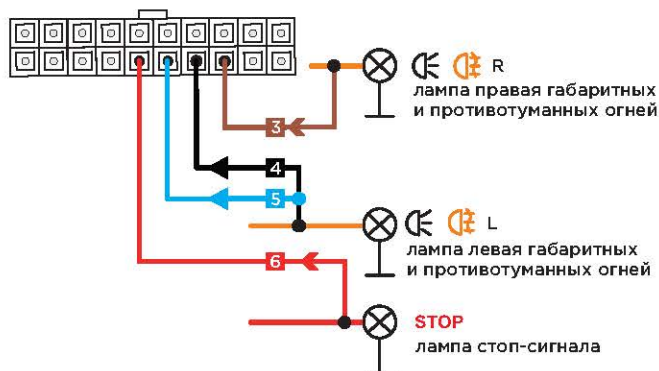 R
лампа правая габаритных
и противотуманных огней
3
4
5
L
лампа левая габаритных
и противотуманных огней
6
STOP
лампа стоп-сигнала